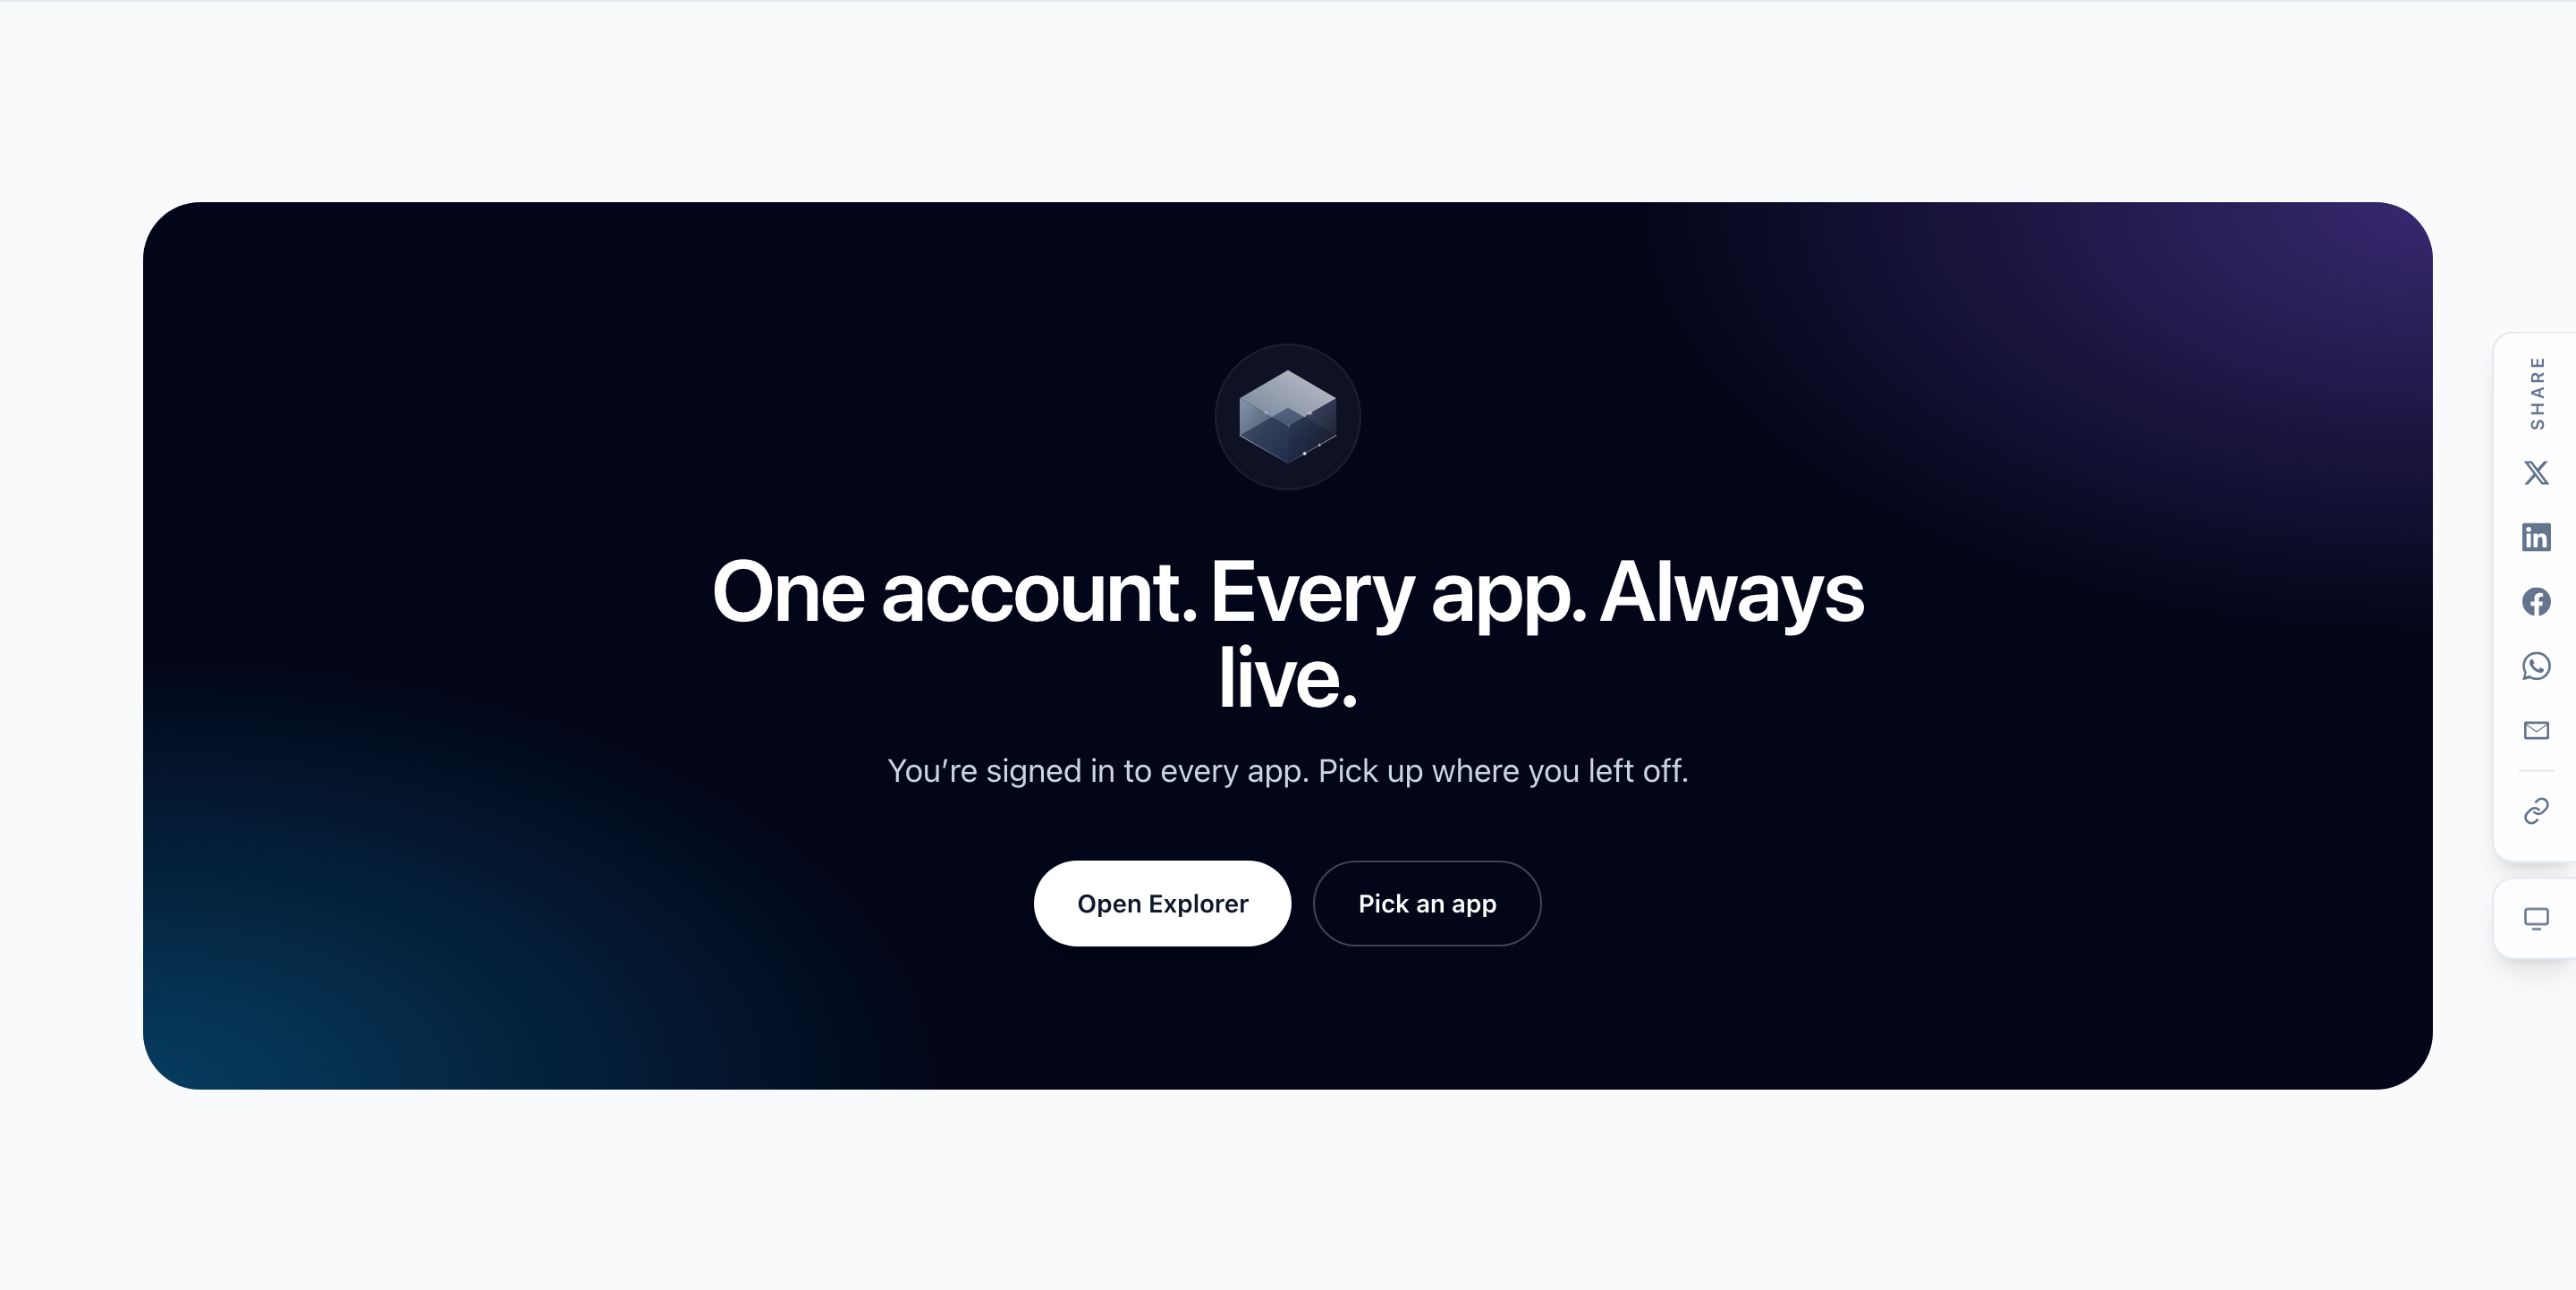 One account. Every app. Always
live.
You’re signed in to every app. Pick up where you left off.
Open Explorer
Pick an app
SHARE